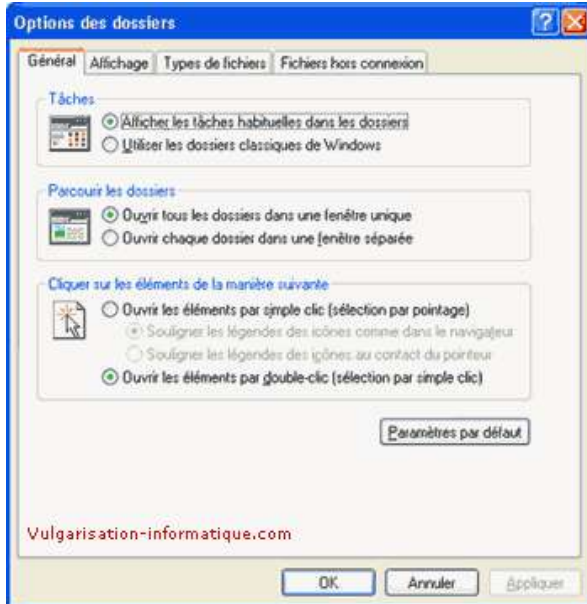 Options des dossiers
Général Affichage Types de fichiers Fichiers hors connexion
Tâches
Afficher les tâches habituelles dans les dossiers
Utiliser les dossiers classiques de Windows
Parcourir les dossiers
Ouvrir tous les dossiers dans une fenêtre unique
Ouvrir chaque dossier dans une fenêtre séparée
Cliquer sur les éléments de la manière suivante
Ouvrir les éléments par simple clic (sélection par pointage)
Souligner les légendes des icônes comme dans le navigateur
Souligner les légendes des icônes au contact du pointeur
Ouvrir les éléments par double-clic (sélection par simple clic)
Paramètres par défaut
Vulgarisation-informatique.com
OK Annuler Appliquer